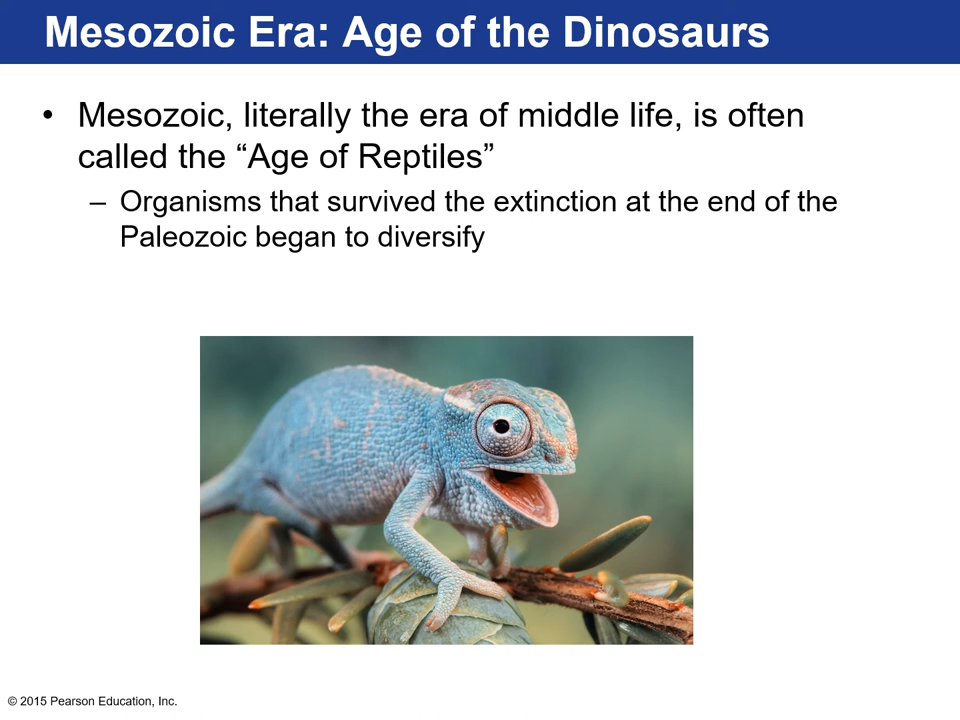 Mesozoic Era: Age of the Dinosaurs
• Mesozoic, literally the era of middle life, is often
called the “Age of Reptiles”
– Organisms that survived the extinction at the end of the
Paleozoic began to diversify
© 2015 Pearson Education, Inc.